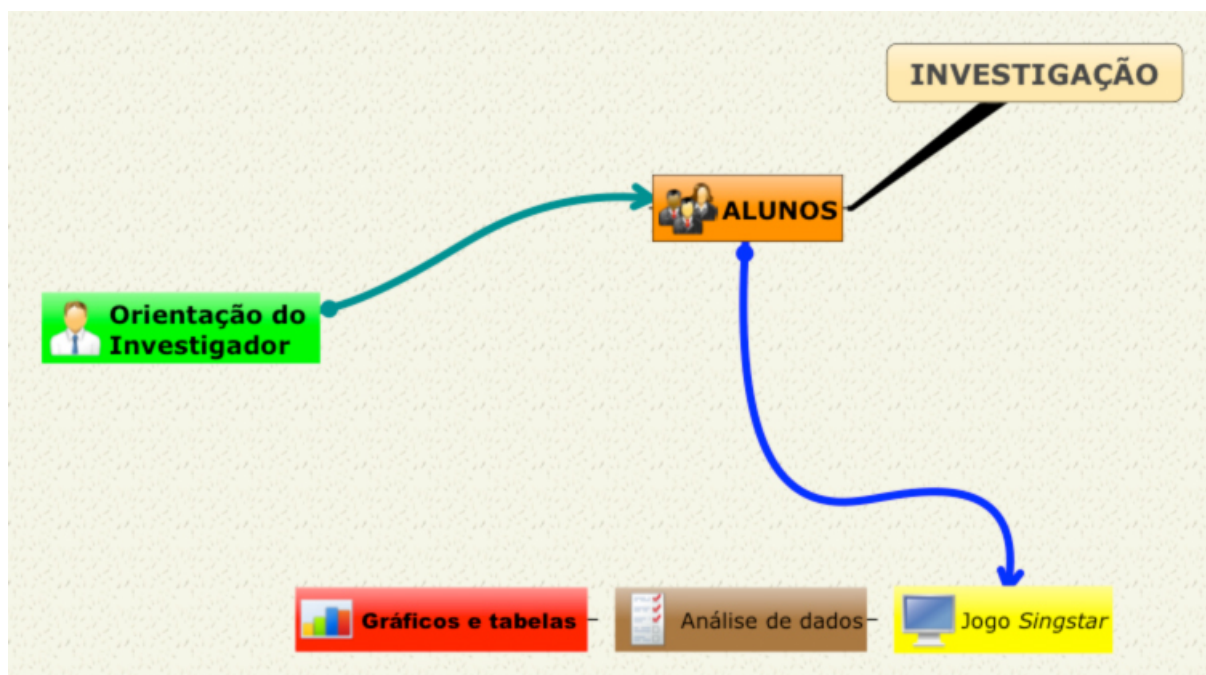 INVESTIGAÇÃO
ALUNOS
Orientação do
Investigador
Gráficos e tabelas
Análise de dados
Jogo Singstar